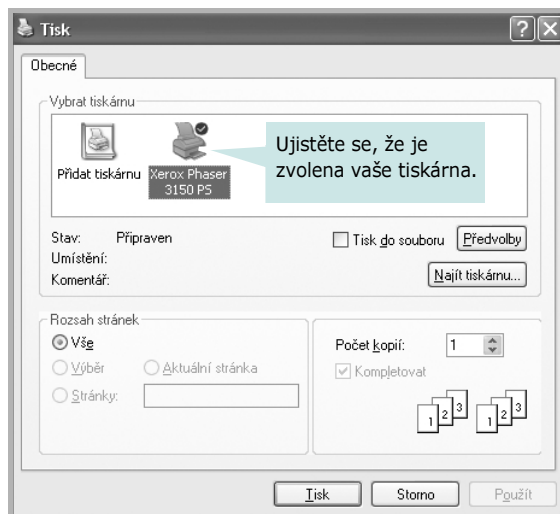 Tisk
Obecné
Vybrat tiskárnu
Přidat tiskárnu
Xerox Phaser
3150 PS
Ujistěte se, že je
zvolena vaše tiskárna.
Stav: Připraven
Umístění:
Komentář:
Tisk do souboru
Předvolby
Najít tiskárnu...
Rozsah stránek
Vše
Výběr
Aktuální stránka
Stránky:
Počet kopií: 1
Kompletovat
1 2 3 1 2 3
Tisk
Storno
Použít